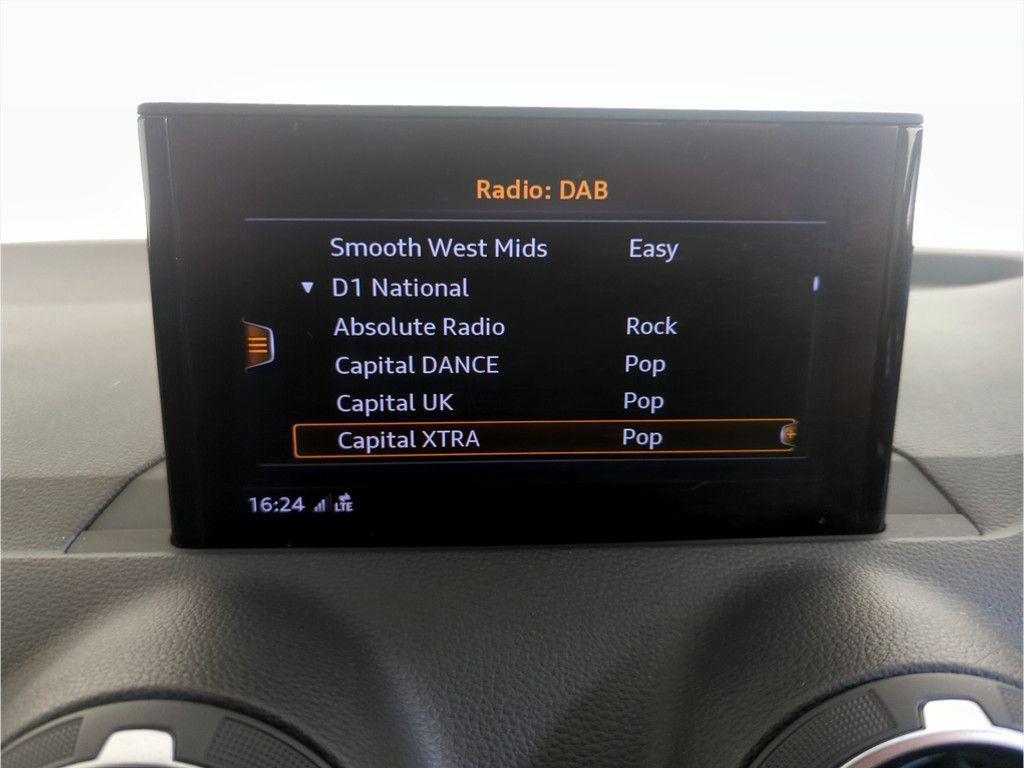 Radio: DAB
Smooth West Mids Easy
D1 National
Absolute Radio Rock
Capital DANCE Pop
Capital UK Pop
Capital XTRA Pop
16:24 LTE